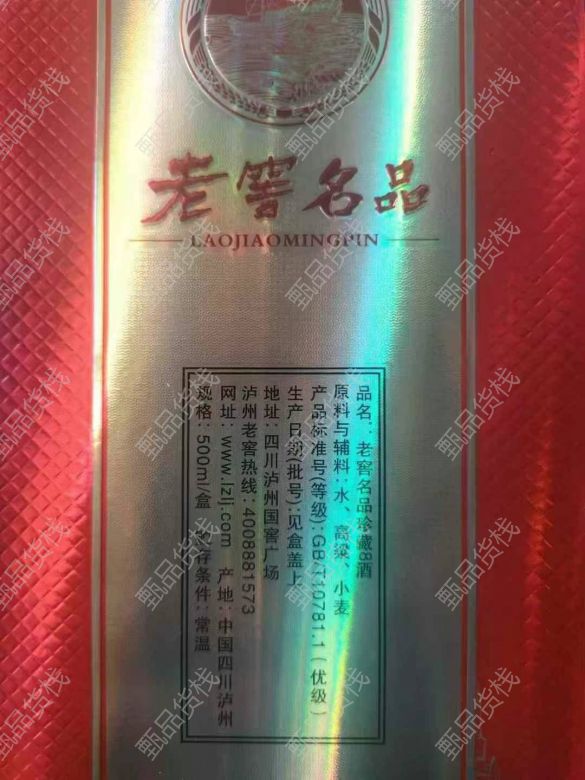 老窖名品
LAOJIAOMINGPIN
品名：老窖名品珍藏8酒
原料与辅料:水、高粱、小麦
产品标准号(等级):GB/T10781.1（优级）
生产日期(批号):见盒盖上
地址:四川泸州国窖广场
泸州老窖热线:4008881573
网址：www.lzlj.com 产地:中国四川泸州
规格:500ml/盒 贮存条件:常温
甄品货栈